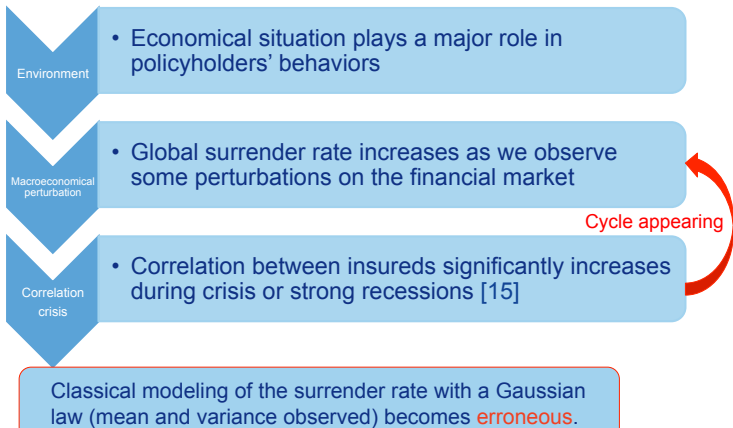 Environment
• Economical situation plays a major role in
policyholders' behaviors
Macroeconomical
perturbation
• Global surrender rate increases as we observe
some perturbations on the financial market
Cycle appearing
Correlation
crisis
• Correlation between insureds significantly increases
during crisis or strong recessions [15]
Classical modeling of the surrender rate with a Gaussian
law (mean and variance observed) becomes erroneous.